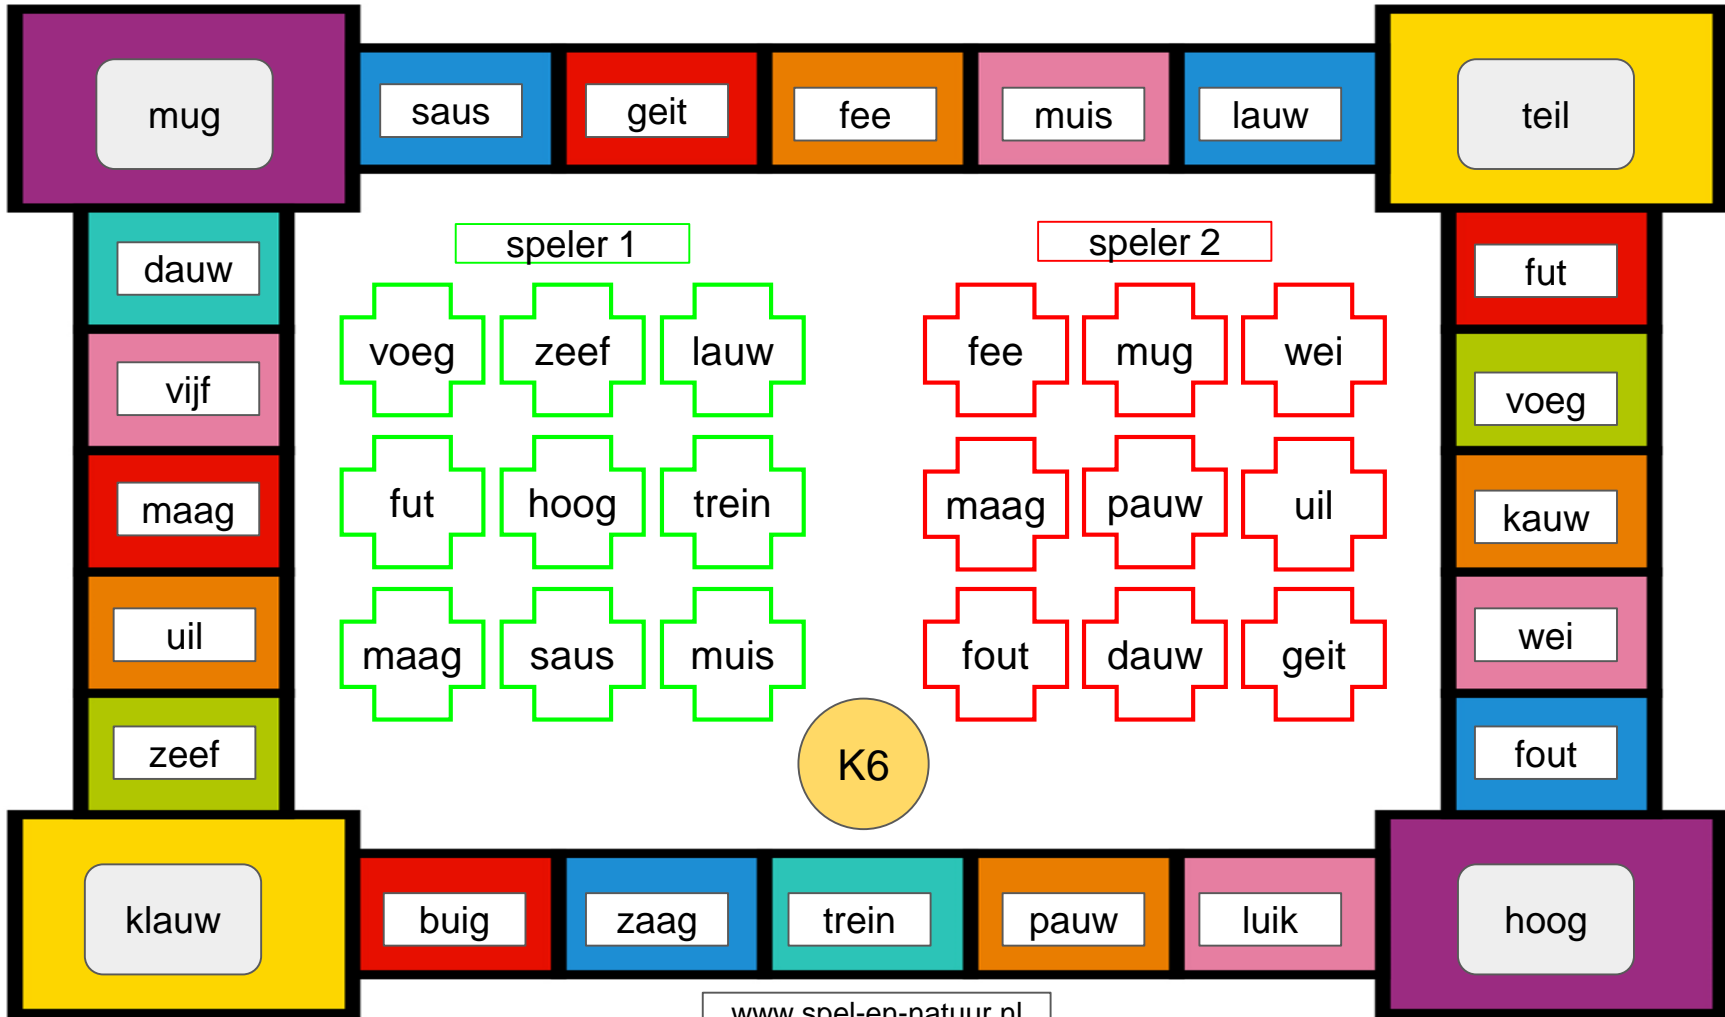 mug
saus
geit
fee
muis
lauw
teil
dauw
vijf
maag
uil
zeef
speler 1
voeg zeef lauw
fut hoog trein
maag saus muis
speler 2
fee mug wei
maag pauw uil
fout dauw geit
K6
fut
voeg
kauw
wei
fout
klauw
buig
zaag
trein
pauw
luik
hoog
www.spel-en-natuur.nl